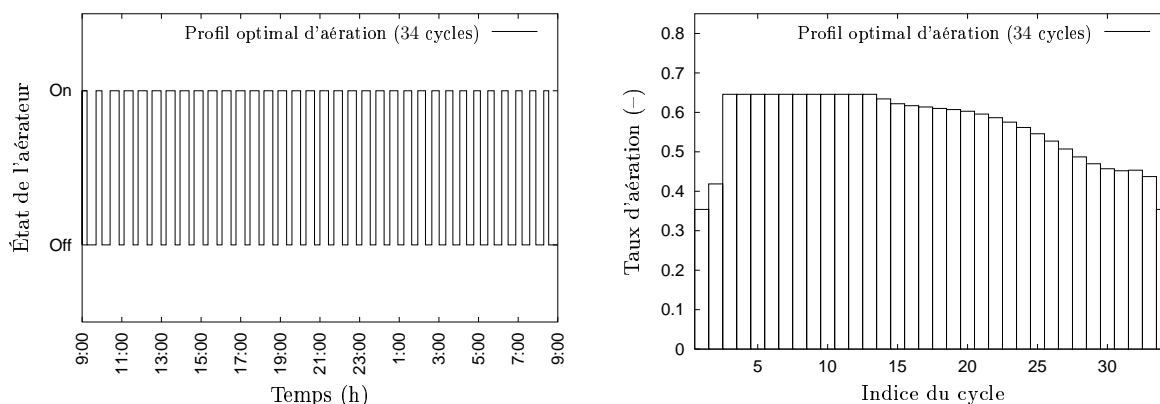 Profil optimal d'aération (34 cycles)
On
Off
État de l'aérateur
9:00 11:00 13:00 15:00 17:00 19:00 21:00 23:00 1:00 3:00 5:00 7:00 9:00
Temps (h)
Profil optimal d'aération (34 cycles)
0.8
0.7
0.6
0.5
0.4
0.3
0.2
0.1
0
Taux d'aération (–)
5 10 15 20 25 30
Indice du cycle